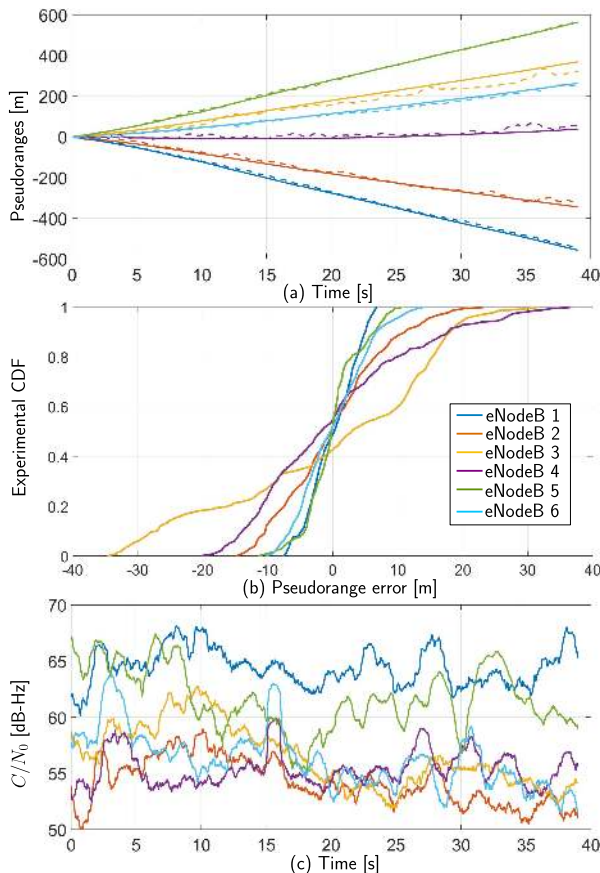 600
400
200
0
-200
-400
-600
Pseudoranges [m]
0 5 10 15 20 25 30 35 40
(a) Time [s]
1
0.8
0.6
0.4
0.2
0
Experimental CDF
eNodeB 1
eNodeB 2
eNodeB 3
eNodeB 4
eNodeB 5
eNodeB 6
-40 -30 -20 -10 0 10 20 30 40
(b) Pseudorange error [m]
70
65
60
55
50
C/N0 [dB-Hz]
0 5 10 15 20 25 30 35 40
(c) Time [s]